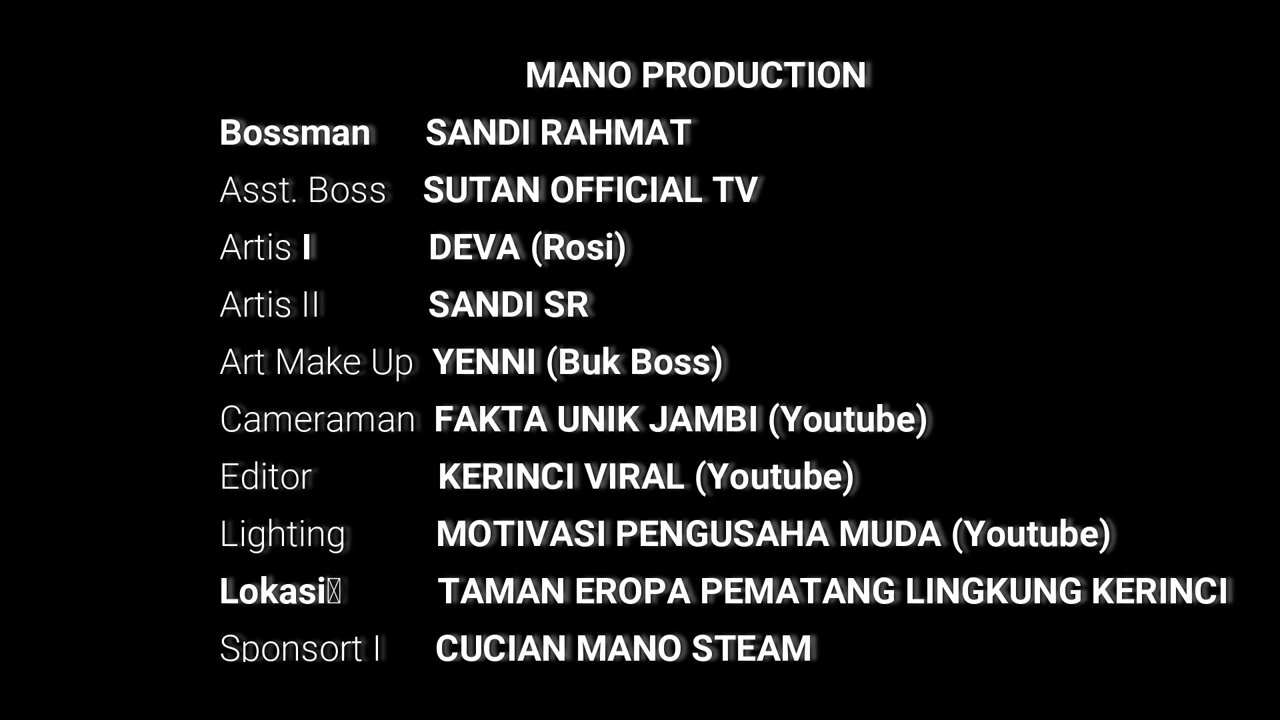 MANO PRODUCTION
Bossman SANDI RAHMAT
Asst. Boss SUTAN OFFICIAL TV
Artis I DEVA (Rosi)
Artis II SANDI SR
Art Make Up YENNI (Buk Boss)
Cameraman FAKTA UNIK JAMBI (Youtube)
Editor KERINCI VIRAL (Youtube)
Lighting MOTIVASI PENGUSAHA MUDA (Youtube)
Lokasi TAMAN EROPA PEMATANG LINGKUNG KERINCI
Sponsort I CUCIAN MANO STEAM